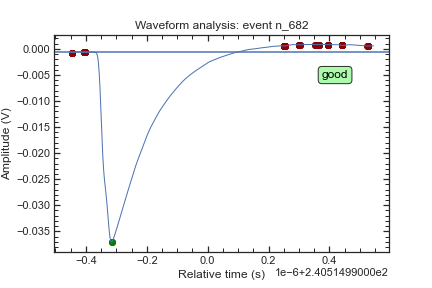 Waveform analysis: event n_682
Amplitude (V)
0.000
−0.005
−0.010
−0.015
−0.020
−0.025
−0.030
−0.035
good
−0.4 −0.2 0.0 0.2 0.4
Relative time (s)
1e−6+2.4051499000e2